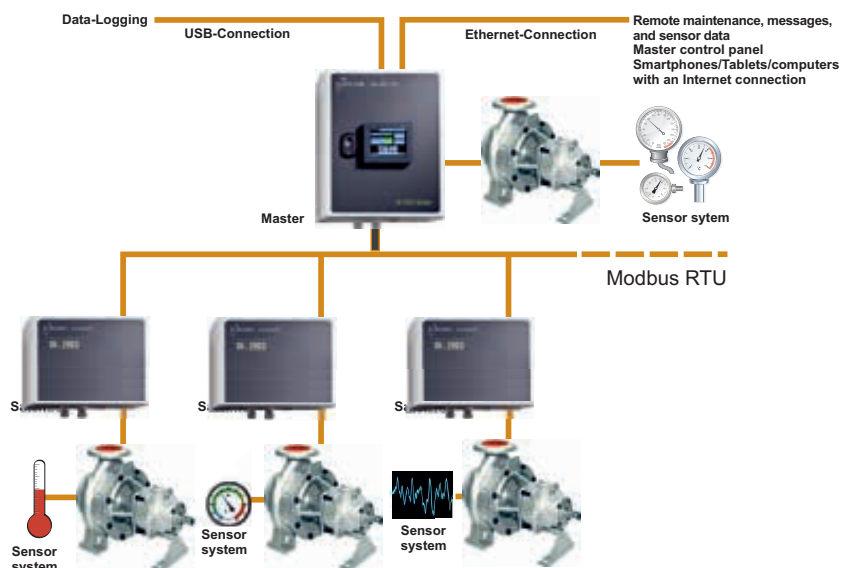 Data-Logging
USB-Connection
Ethernet-Connection
Remote maintenance, messages,
and sensor data
Master control panel
Smartphones/Tablets/computers
with an Internet connection
Master
Sensor sytem
Modbus RTU
Sensor
system
Sensor
system
Sensor
system